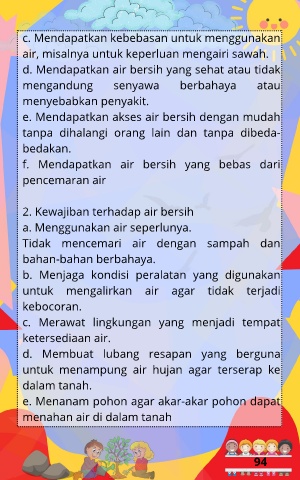 c. Mendapatkan kebebasan untuk menggunakan
air, misalnya untuk keperluan mengairi sawah.
d. Mendapatkan air bersih yang sehat atau tidak
mengandung senyawa berbahaya atau
menyebabkan penyakit.
e. Mendapatkan akses air bersih dengan mudah
tanpa dihalangi orang lain dan tanpa dibeda-
bedakan.
f. Mendapatkan air bersih yang bebas dari
pencemaran air
2. Kewajiban terhadap air bersih
a. Menggunakan air seperlunya.
Tidak mencemari air dengan sampah dan
bahan-bahan berbahaya.
b. Menjaga kondisi peralatan yang digunakan
untuk mengalirkan air agar tidak terjadi
kebocoran.
c. Merawat lingkungan yang menjadi tempat
ketersediaan air.
d. Membuat lubang resapan yang berguna
untuk menampung air hujan agar terserap ke
dalam tanah.
e. Menanam pohon agar akar-akar pohon dapat
menahan air di dalam tanah
94